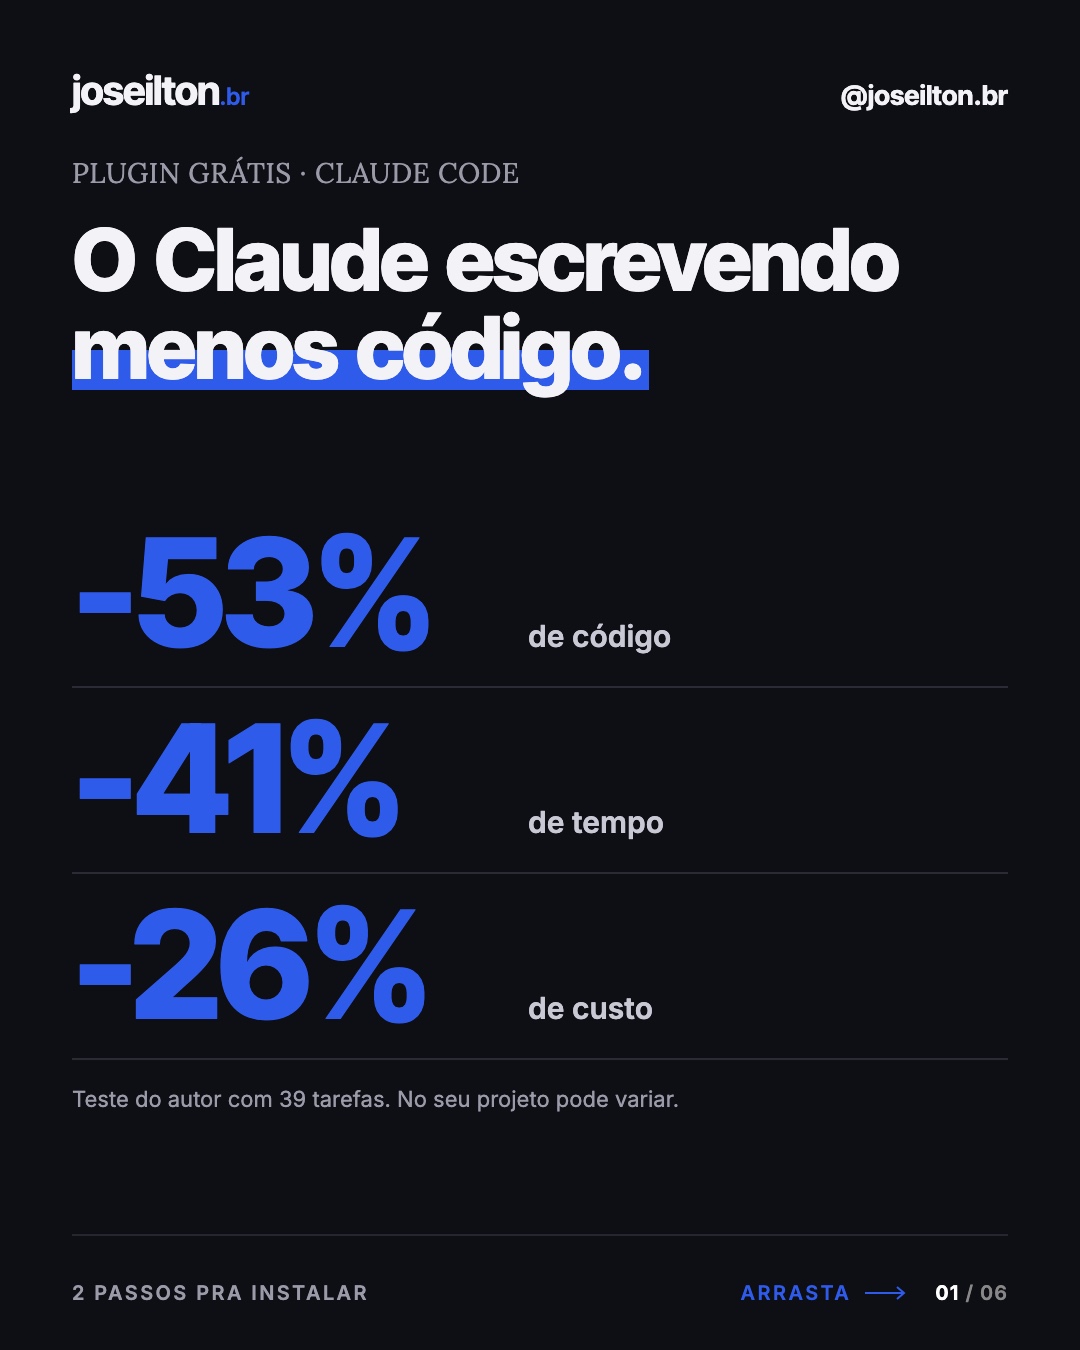 joseilton.br
@joseilton.br
PLUGIN GRÁTIS · CLAUDE CODE
O Claude escrevendo
menos código.
-53%
de código
-41%
de tempo
-26%
de custo
Teste do autor com 39 tarefas. No seu projeto pode variar.
2 PASSOS PRA INSTALAR
ARRASTA → 01 / 06